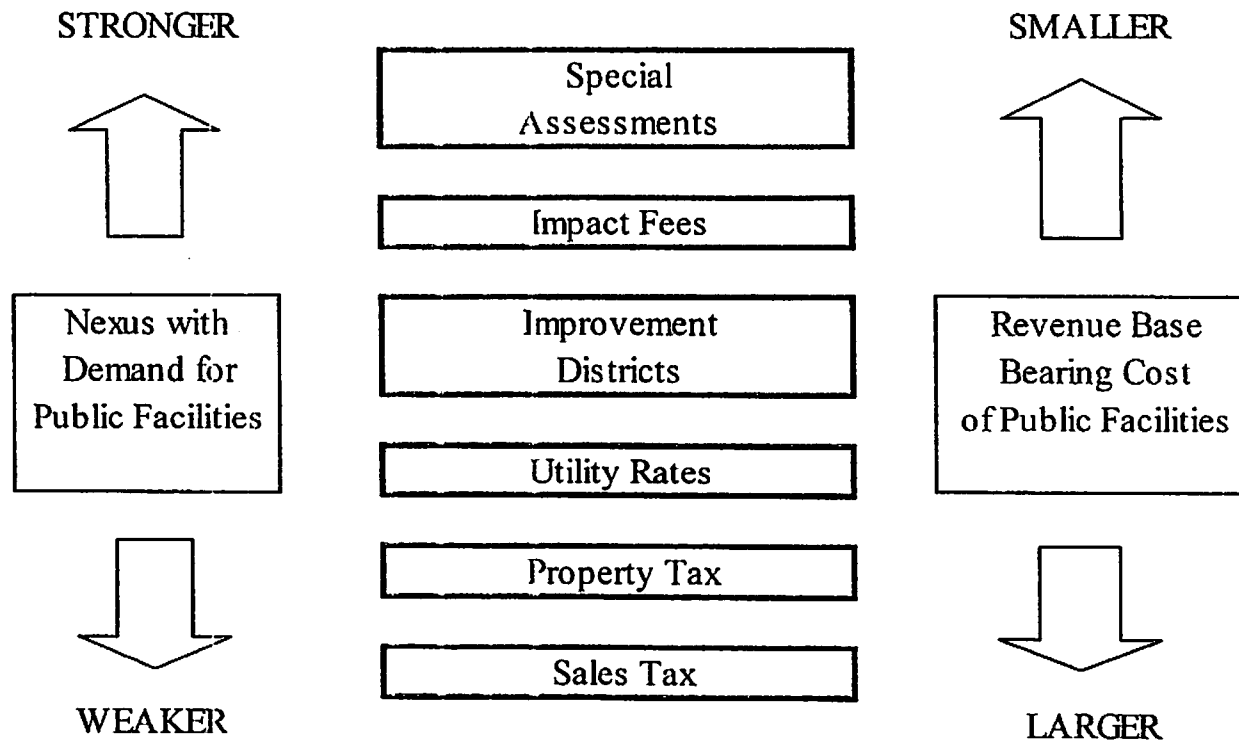 STRONGER
Nexus with
Demand for
Public Facilities
WEAKER
Special
Assessments
Impact Fees
Improvement
Districts
Utility Rates
Property Tax
Sales Tax
SMALLER
Revenue Base
Bearing Cost
of Public Facilities
LARGER